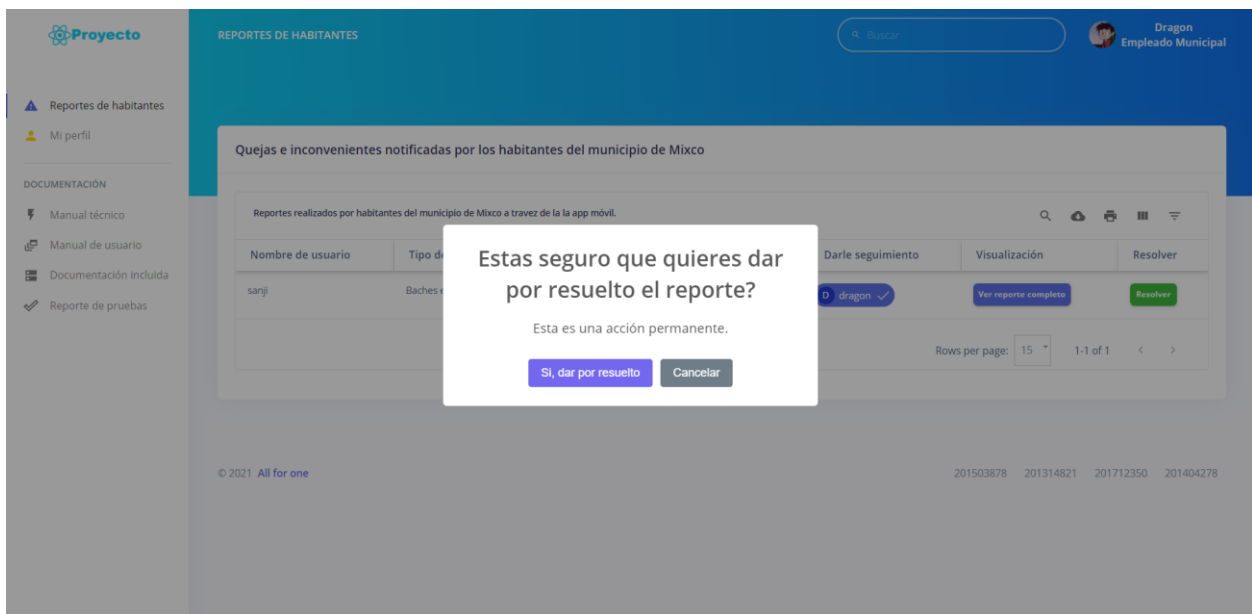 Proyecto
REPORTES DE HABITANTES
Buscar
Dragon
Empleado Municipal
Reportes de habitantes
Mi perfil
DOCUMENTACIÓN
Manual técnico
Manual de usuario
Documentación incluida
Reporte de pruebas
Quejas e inconvenientes notificadas por los habitantes del municipio de Mixco
Reportes realizados por habitantes del municipio de Mixco a travez de la la app móvil.
Nombre de usuario Tipo Darle seguimiento Visualización Resolver
sanji Baches D dragon Ver reporte completo Resolver
Rows per page: 15 1-1 of 1
Estas seguro que quieres dar
por resuelto el reporte?
Esta es una acción permanente.
Si, dar por resuelto Cancelar
© 2021 All for one 201503878 201314821 201712350 201404278